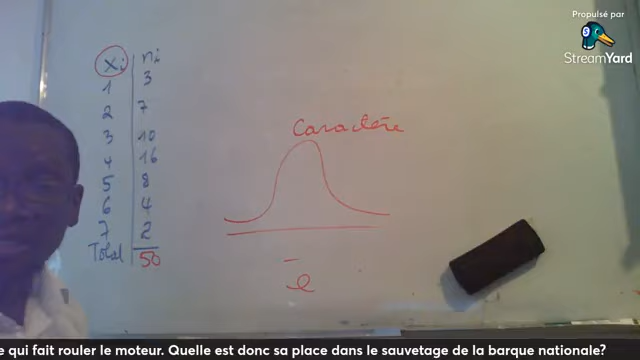 Propulsé par
StreamYard
xi ni
1 3
2 7
3 10
4 16
5 8
6 4
7 2
Total 50
Caractère
e
e qui fait rouler le moteur. Quelle est donc sa place dans le sauvetage de la barque nationale?